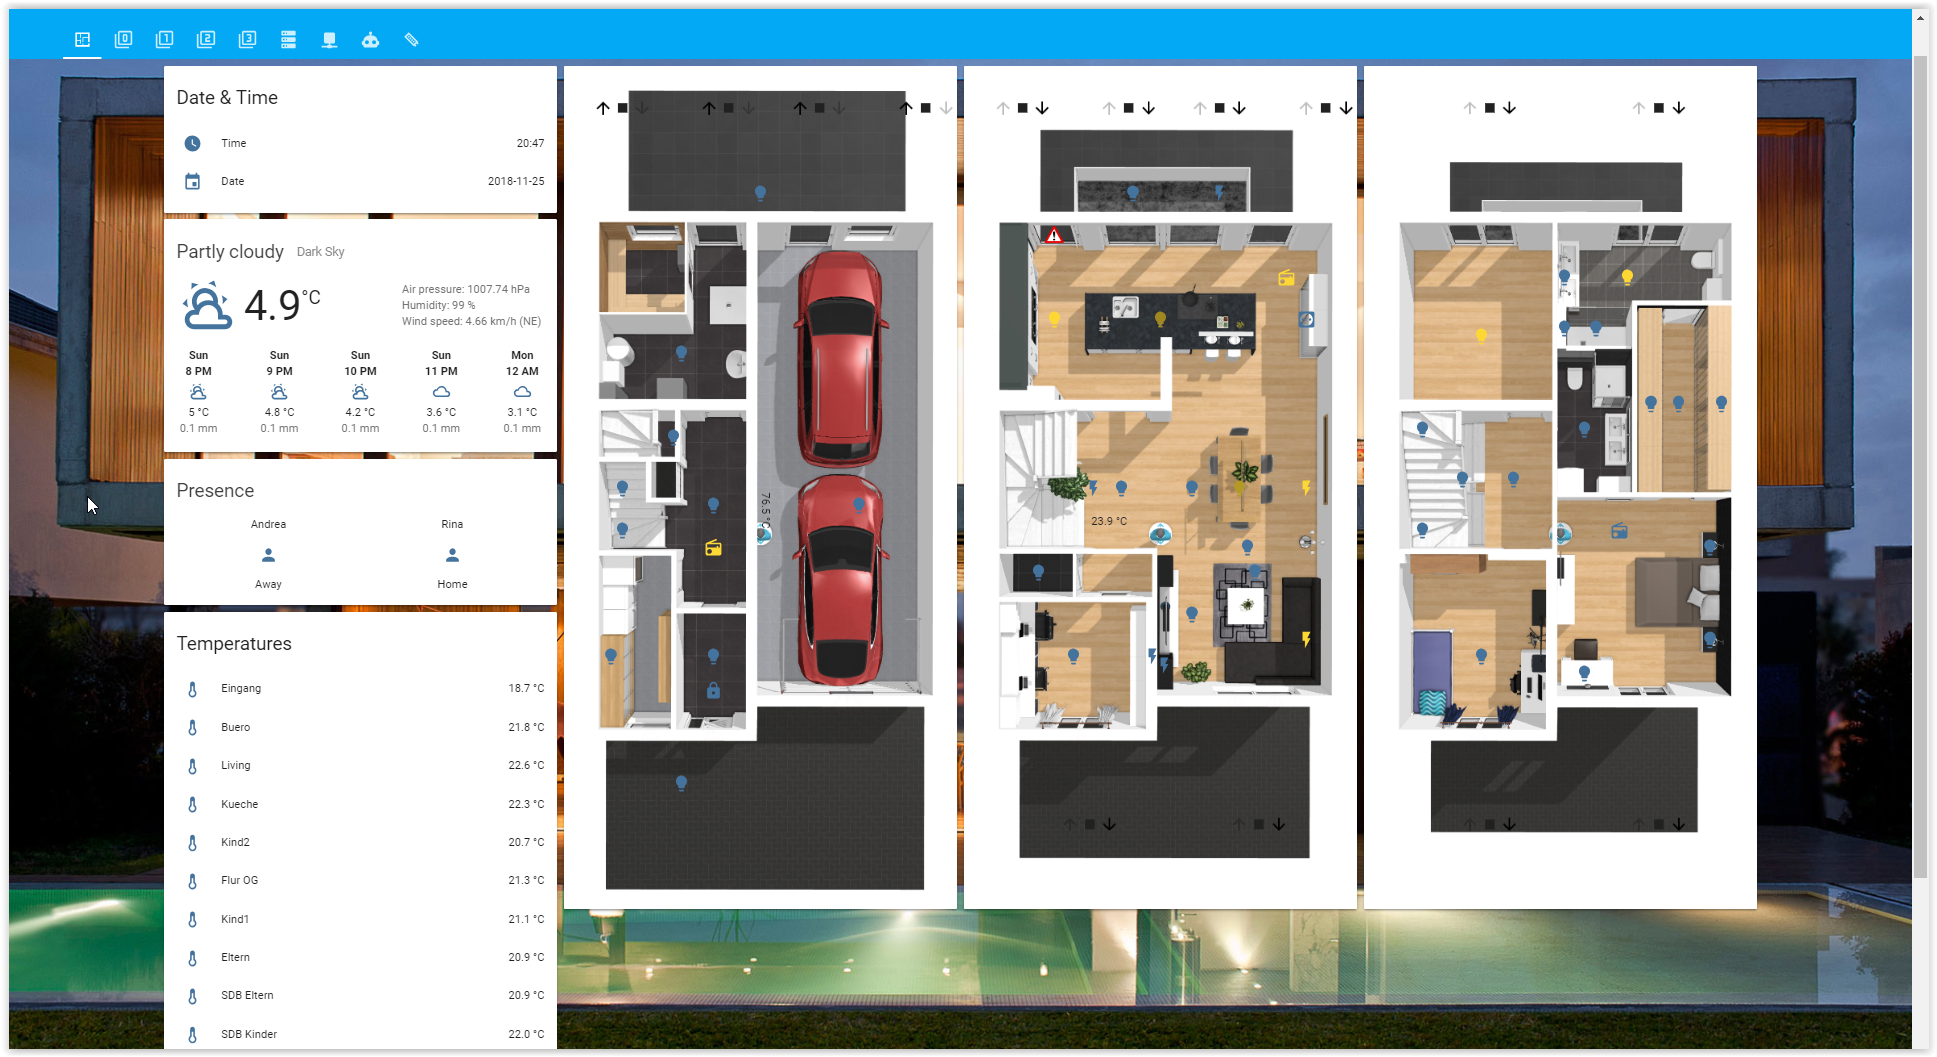 0 1 2 3
Date & Time
Time 20:47
Date 2018-11-25
Partly cloudy Dark Sky
4.9 °C
Air pressure: 1007.74 hPa
Humidity: 99 %
Wind speed: 4.66 km/h (NE)
Sun Sun Sun Sun Mon
8 PM 9 PM 10 PM 11 PM 12 AM
5 °C 4.8 °C 4.2 °C 3.6 °C 3.1 °C
0.1 mm 0.1 mm 0.1 mm 0.1 mm 0.1 mm
Presence
Andrea Rina
Away Home
Temperatures
Eingang 18.7 °C
Buero 21.8 °C
Living 22.6 °C
Kueche 22.3 °C
Kind2 20.7 °C
Flur OG 21.3 °C
Kind1 21.1 °C
Eltern 20.9 °C
SDB Eltern 20.9 °C
SDB Kinder 22.0 °C
76.5 °C
23.9 °C